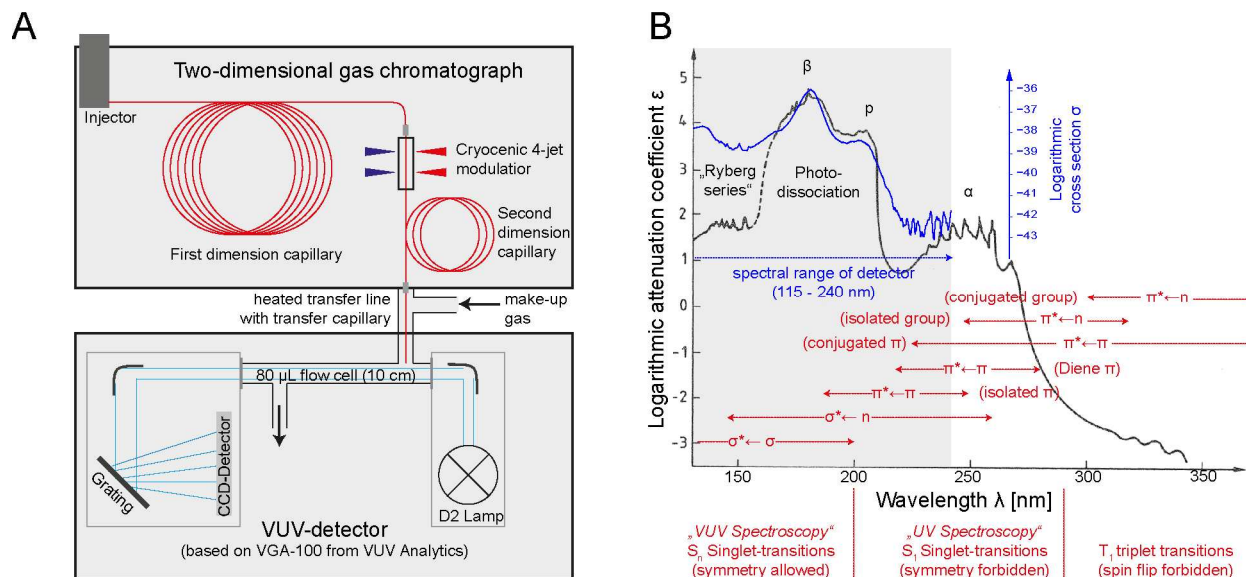 A
Two-dimensional gas chromatograph
Injector
Cryocenic 4-jet
modulatior
Second
dimension
capillary
First dimension capillary
heated transfer line
with transfer capillary
make-up
gas
80 µL flow cell (10 cm)
Grating
CCD-Detector
D2 Lamp
VUV-detector
(based on VGA-100 from VUV Analytics)
B
Logarithmic attenuation coefficient ε
5
4
3
2
1
0
-1
-2
-3
β
p
α
„Ryberg
series“
Photo-
dissociation
−36
−37
−38
−39
−40
−41
−42
−43
Logarithmic
cross section σ
spectral range of detector
(115 - 240 nm)
(conjugated group) π*←n
(isolated group) π*←n
(conjugated π) π*←π
π*←π (Diene π)
π*←π (isolated π)
σ*← n
σ*← σ
150 200 250 300 350
Wavelength λ [nm]
„VUV Spectroscopy“
Sn Singlet-transitions
(symmetry allowed)
„UV Spectroscopy“
S1 Singlet-transitions
(symmetry forbidden)
T1 triplet transitions
(spin flip forbidden)